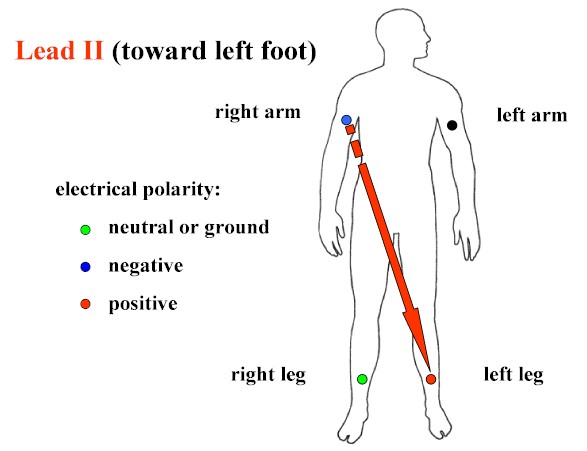 Lead II (toward left foot)
right arm
left arm
electrical polarity:
neutral or ground
negative
positive
right leg
left leg